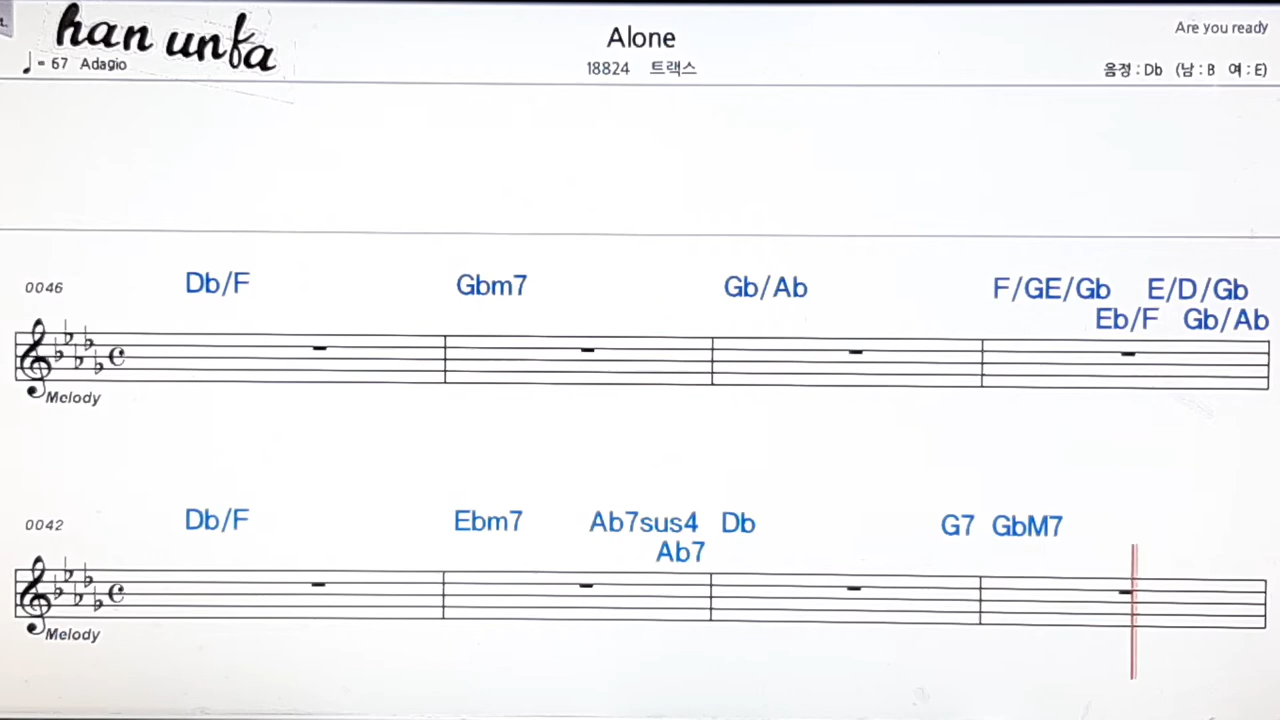 han unfa
♩= 67 Adagio
Alone
18824 트랙스
Are you ready
음정 : Db (남 : B 여 : E)
0046
Db/F Gbm7 Gb/Ab F/GE/Gb E/D/Gb
Eb/F Gb/Ab
Melody
0042
Db/F Ebm7 Ab7sus4 Db G7 GbM7
Ab7
Melody